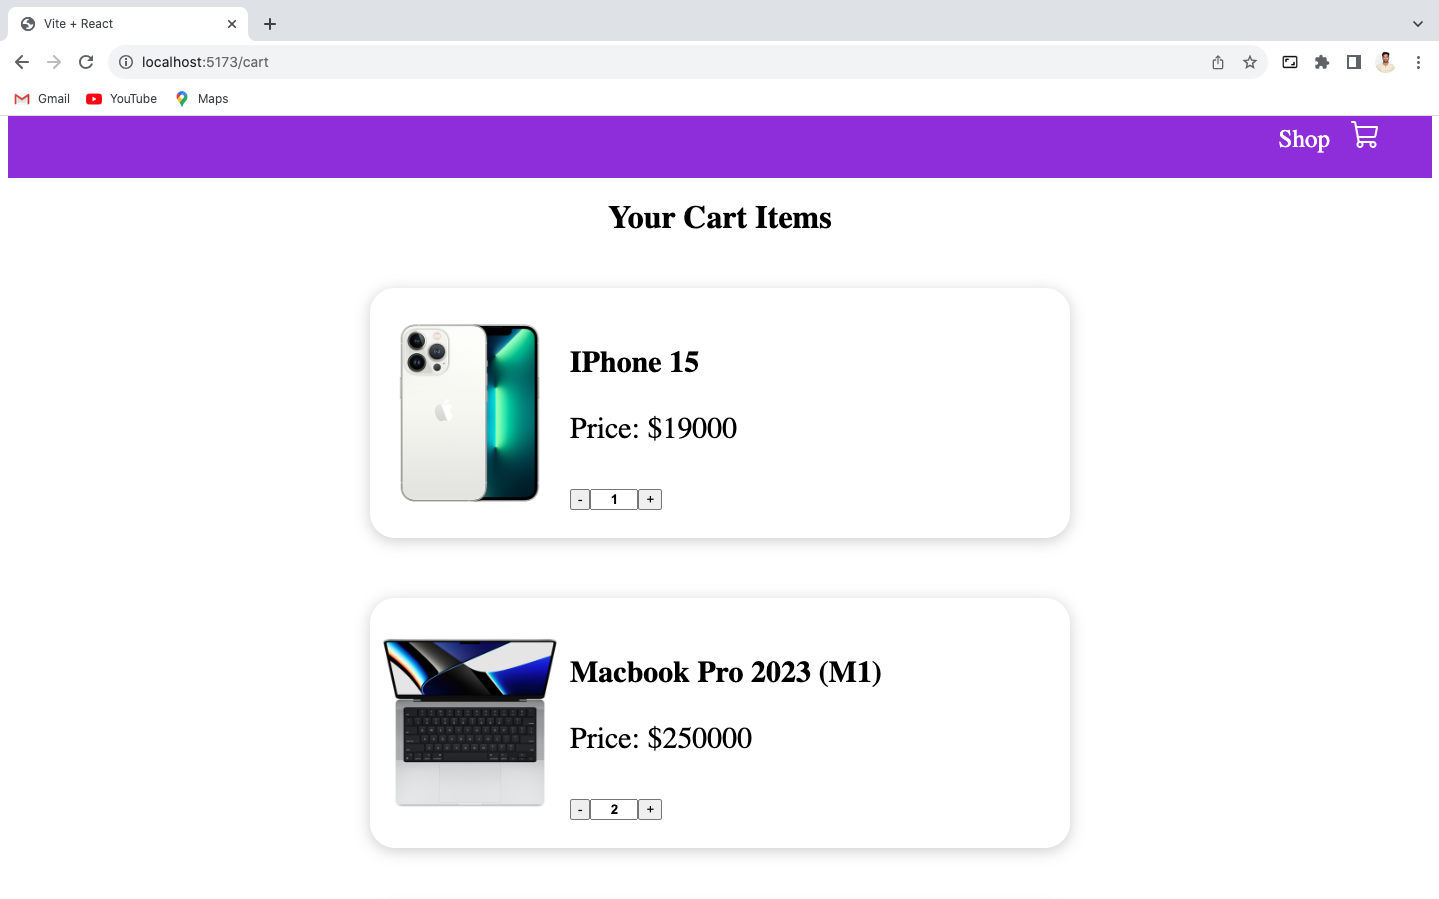 Vite + React
localhost:5173/cart
Gmail YouTube Maps
Shop
Your Cart Items
IPhone 15
Price: $19000
- 1 +
Macbook Pro 2023 (M1)
Price: $250000
- 2 +